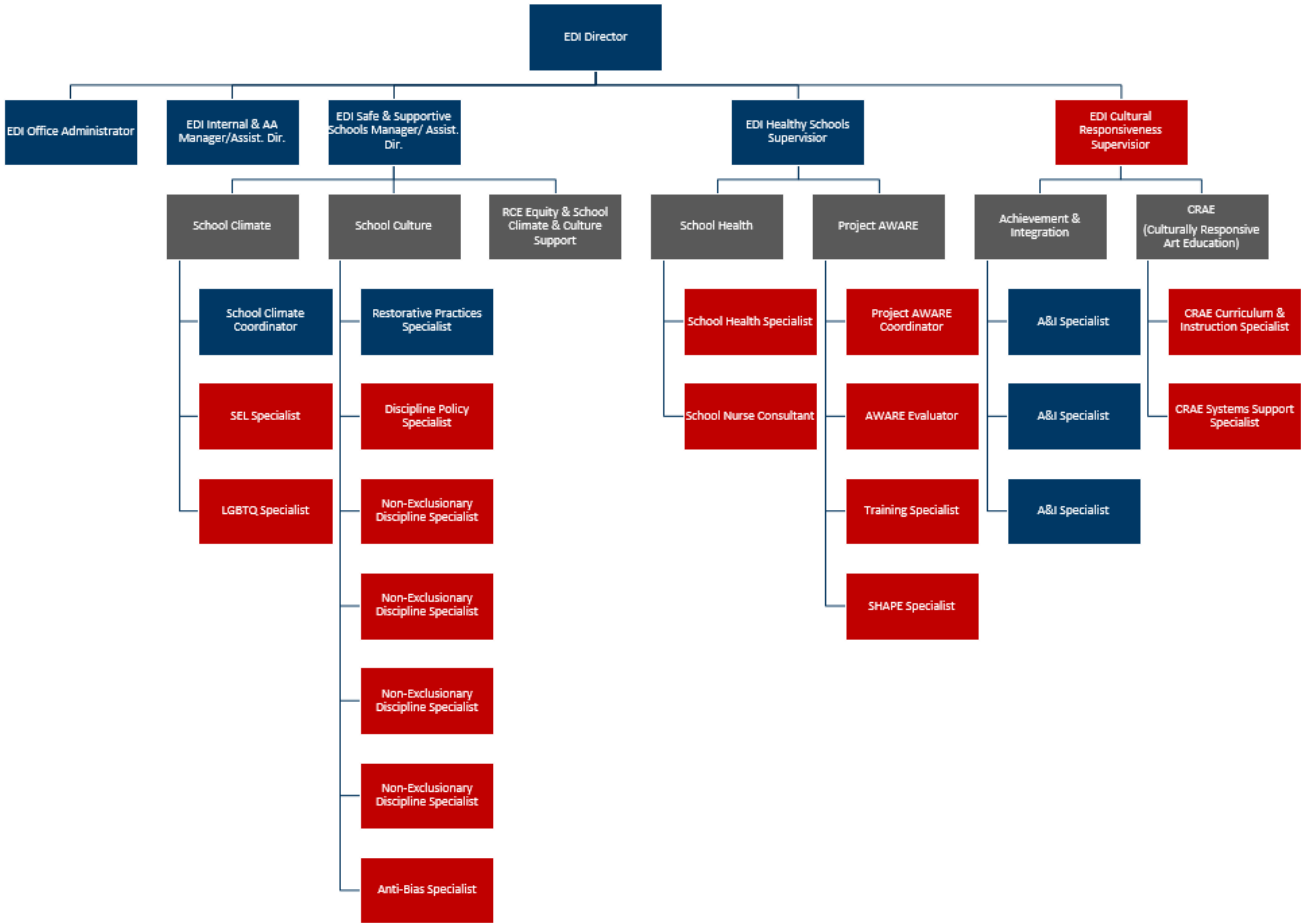 EDI Director
EDI Office Administrator
EDI Internal & AA
Manager/Assist. Dir.
EDI Safe & Supportive
Schools Manager/ Assist.
Dir.
EDI Healthy Schools
Supervisior
EDI Cultural
Responsiveness
Supervisior
School Climate
School Culture
RCE Equity & School
Climate & Culture
Support
School Health
Project AWARE
Achievement &
Integration
CRAE
(Culturally Responsive
Art Education)
School Climate
Coordinator
Restorative Practices
Specialist
School Health Specialist
Project AWARE
Coordinator
A&I Specialist
CRAE Curriculum &
Instruction Specialist
SEL Specialist
Discipline Policy
Specialist
School Nurse Consultant
AWARE Evaluator
A&I Specialist
CRAE Systems Support
Specialist
LGBTQ Specialist
Non-Exclusionary
Discipline Specialist
Training Specialist
A&I Specialist
Non-Exclusionary
Discipline Specialist
SHAPE Specialist
Non-Exclusionary
Discipline Specialist
Non-Exclusionary
Discipline Specialist
Anti-Bias Specialist